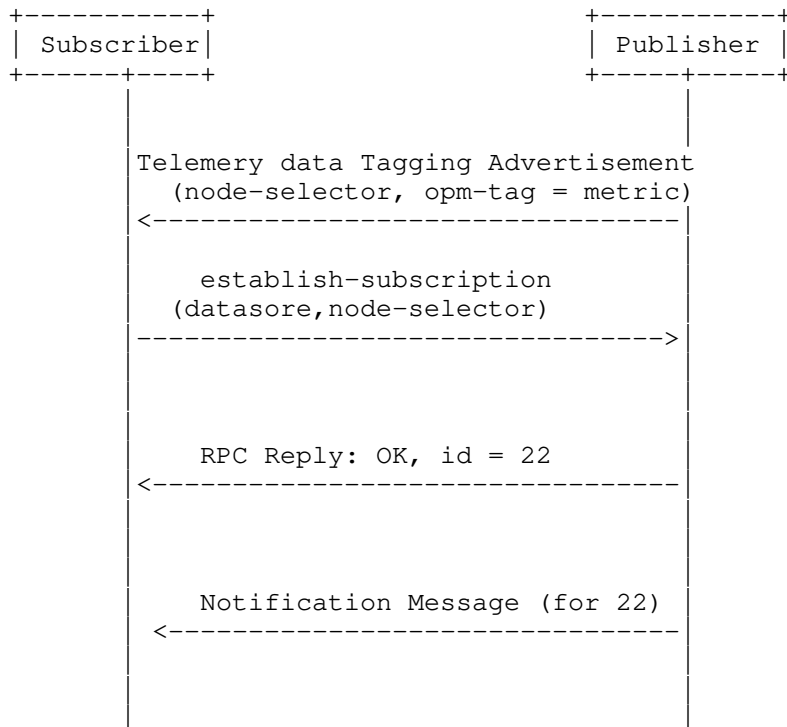 Subscriber
Publisher
Telemery data Tagging Advertisement
(node-selector, opm-tag = metric)
establish-subscription
(datasore,node-selector)
RPC Reply: OK, id = 22
Notification Message (for 22)